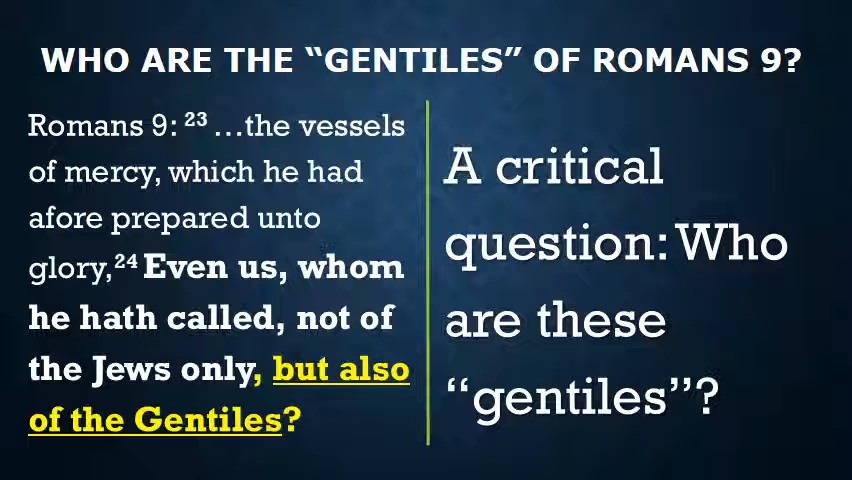 WHO ARE THE “GENTILES” OF ROMANS 9?
Romans 9: 23 …the vessels
of mercy, which he had
afore prepared unto
glory,24 Even us, whom
he hath called, not of
the Jews only, but also
of the Gentiles?
A critical
question: Who
are these
“gentiles”?